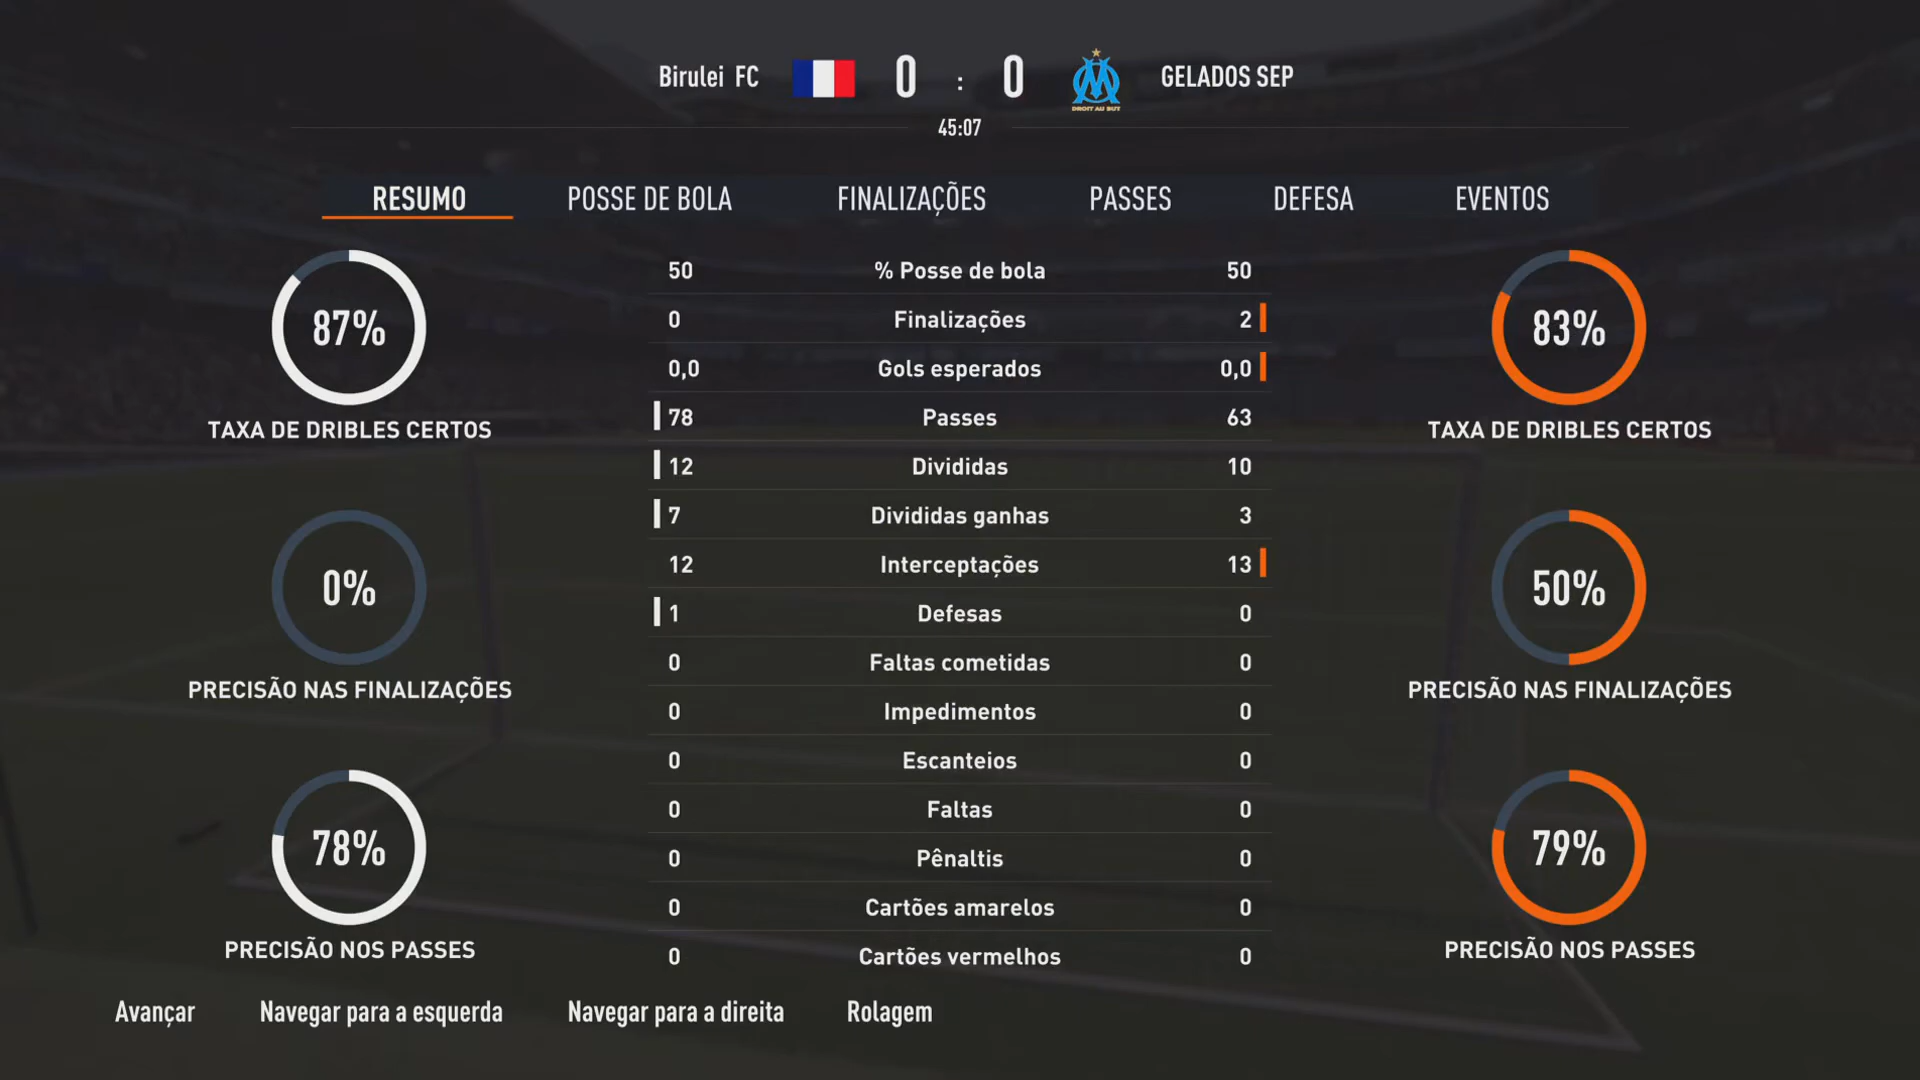 Birulei FC 0 : 0 GELADOS SEP
DROIT AU BUT
45:07
RESUMO POSSE DE BOLA FINALIZAÇÕES PASSES DEFESA EVENTOS
87%
TAXA DE DRIBLES CERTOS
0%
PRECISÃO NAS FINALIZAÇÕES
78%
PRECISÃO NOS PASSES
50 % Posse de bola 50
0 Finalizações 2
0,0 Gols esperados 0,0
78 Passes 63
12 Divididas 10
7 Divididas ganhas 3
12 Interceptações 13
1 Defesas 0
0 Faltas cometidas 0
0 Impedimentos 0
0 Escanteios 0
0 Faltas 0
0 Pênaltis 0
0 Cartões amarelos 0
0 Cartões vermelhos 0
83%
TAXA DE DRIBLES CERTOS
50%
PRECISÃO NAS FINALIZAÇÕES
79%
PRECISÃO NOS PASSES
Avançar Navegar para a esquerda Navegar para a direita Rolagem